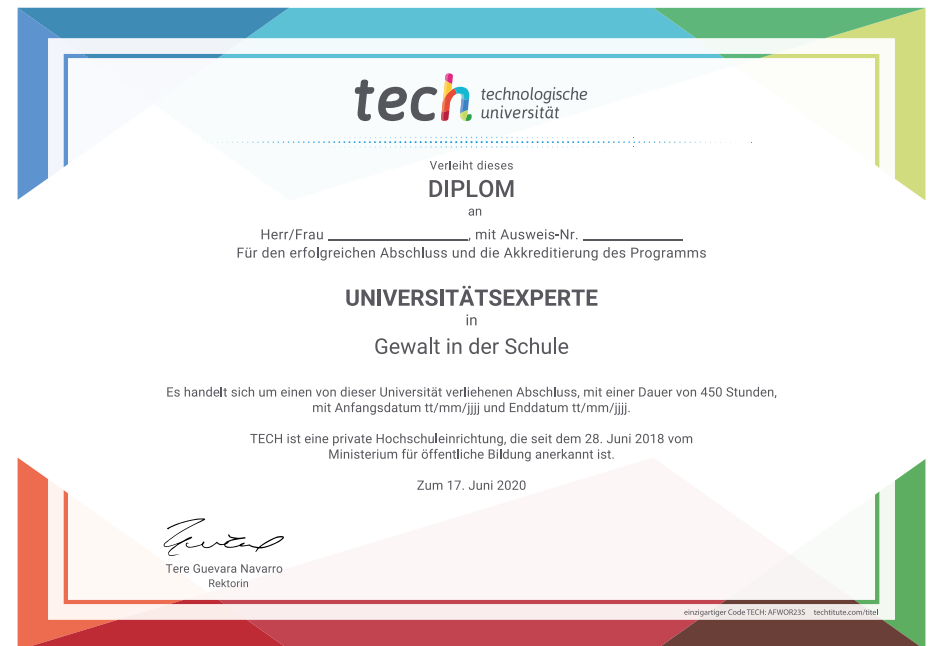 tech technologische
universität
Verleiht dieses
DIPLOM
an
Herr/Frau ____________, mit Ausweis-Nr. ____________
Für den erfolgreichen Abschluss und die Akkreditierung des Programms
UNIVERSITÄTSEXPERTE
in
Gewalt in der Schule
Es handelt sich um einen von dieser Universität verliehenen Abschluss, mit einer Dauer von 450 Stunden,
mit Anfangsdatum tt/mm/jjjj und Enddatum tt/mm/jjjj.
TECH ist eine private Hochschuleinrichtung, die seit dem 28. Juni 2018 vom
Ministerium für öffentliche Bildung anerkannt ist.
Zum 17. Juni 2020
Tere Guevara Navarro
Rektorin
einzigartiger Code TECH: AFWOR23S techtitute.com/titel